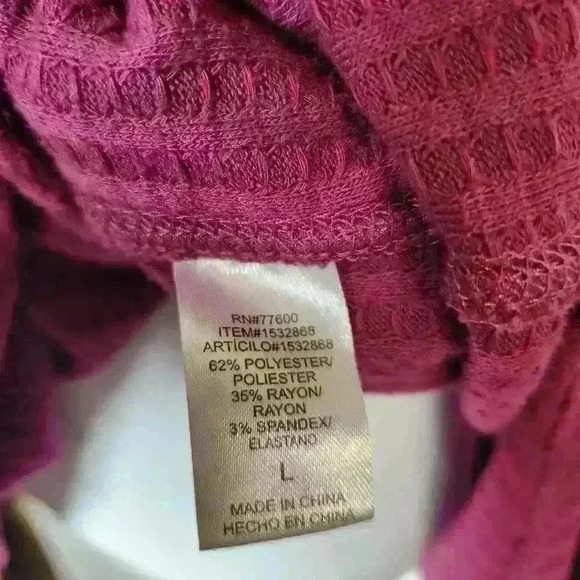 RN#77600
ITEM#1532868
ARTÍCILO#1532868
62% POLYESTER/
POLIESTER
35% RAYON/
RAYON
3% SPANDEX/
ELASTANO
L
MADE IN CHINA
HECHO EN CHINA